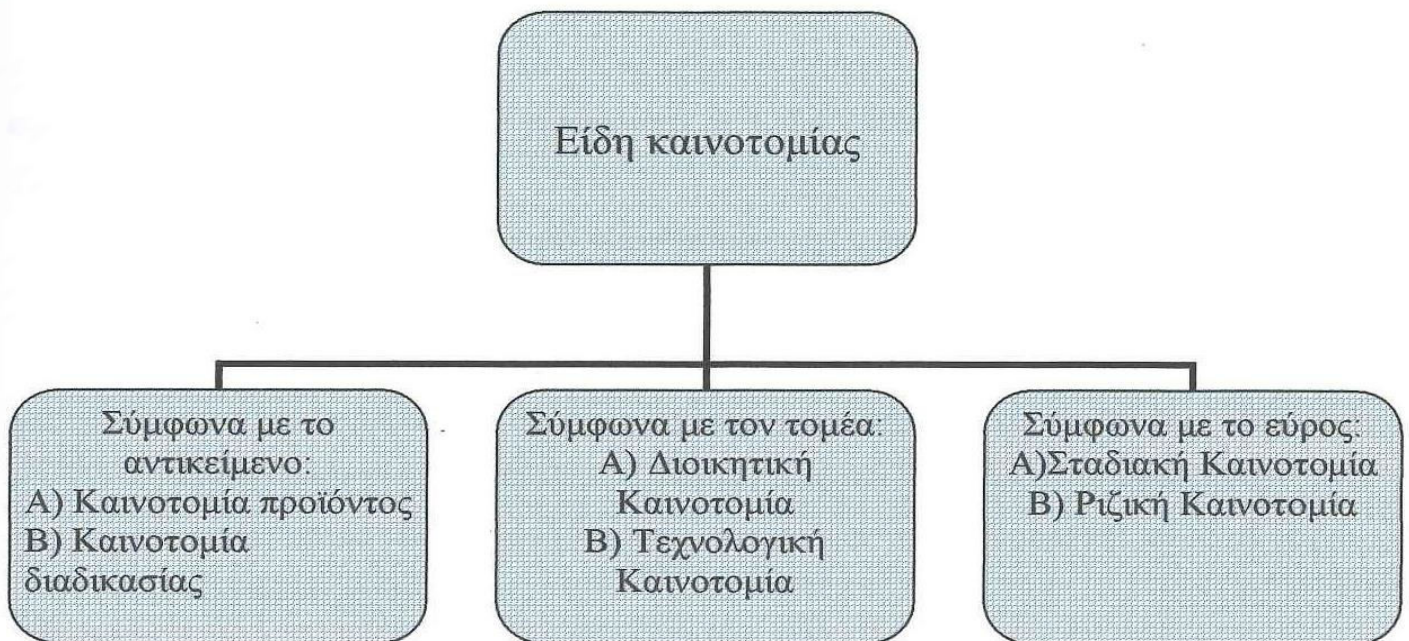 Είδη καινοτομίας
Σύμφωνα με το
αντικείμενο:
Α) Καινοτομία προϊόντος
Β) Καινοτομία
διαδικασίας
Σύμφωνα με τον τομέα:
Α) Διοικητική
Καινοτομία
Β) Τεχνολογική
Καινοτομία
Σύμφωνα με το εύρος:
Α)Σταδιακή Καινοτομία
Β) Ριζική Καινοτομία